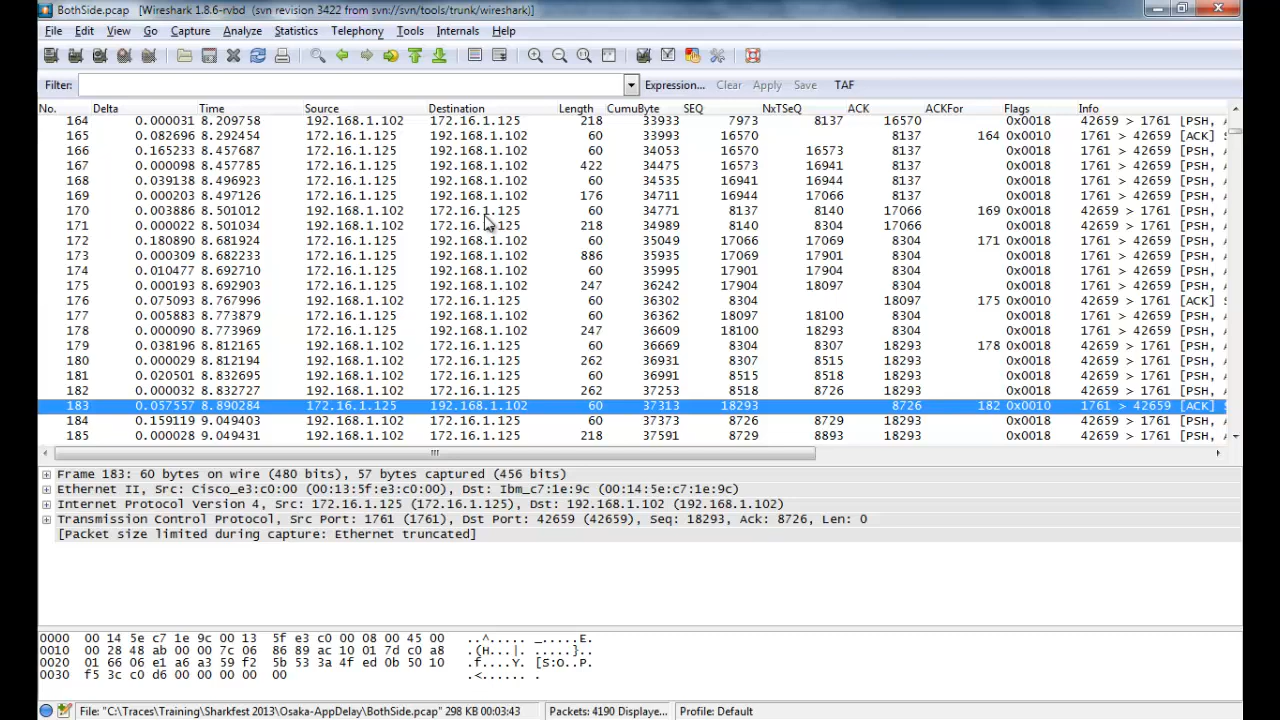 BothSide.pcap [Wireshark 1.8.6-rvbd (svn revision 3422 from svn://svn/tools/trunk/wireshark)]
File Edit View Go Capture Analyze Statistics Telephony Tools Internals Help
Filter: Expression... Clear Apply Save TAF
No. Delta Time Source Destination Length CumuByte SEQ NxTSeQ ACK ACKFor Flags Info
164 0.000031 8.209758 192.168.1.102 172.16.1.125 218 33933 7973 8137 16570 0x0018 42659 > 1761 [PSH,
165 0.082696 8.292454 172.16.1.125 192.168.1.102 60 33993 16570 8137 164 0x0010 1761 > 42659 [ACK] S
166 0.165233 8.457687 172.16.1.125 192.168.1.102 60 34053 16570 16573 8137 0x0018 1761 > 42659 [PSH,
167 0.000098 8.457785 172.16.1.125 192.168.1.102 422 34475 16573 16941 8137 0x0018 1761 > 42659 [PSH,
168 0.039138 8.496923 172.16.1.125 192.168.1.102 60 34535 16941 16944 8137 0x0018 1761 > 42659 [PSH,
169 0.000203 8.497126 172.16.1.125 192.168.1.102 176 34711 16944 17066 8137 0x0018 1761 > 42659 [PSH,
170 0.003886 8.501012 192.168.1.102 172.16.1.125 60 34771 8137 8140 17066 169 0x0018 42659 > 1761 [PSH,
171 0.000022 8.501034 192.168.1.102 172.16.1.125 218 34989 8140 8304 17066 0x0018 42659 > 1761 [PSH,
172 0.180890 8.681924 172.16.1.125 192.168.1.102 60 35049 17066 17069 8304 171 0x0018 1761 > 42659 [PSH,
173 0.000309 8.682233 172.16.1.125 192.168.1.102 886 35935 17069 17901 8304 0x0018 1761 > 42659 [PSH,
174 0.010477 8.692710 172.16.1.125 192.168.1.102 60 35995 17901 17904 8304 0x0018 1761 > 42659 [PSH,
175 0.000193 8.692903 172.16.1.125 192.168.1.102 247 36242 17904 18097 8304 0x0018 1761 > 42659 [PSH,
176 0.075093 8.767996 192.168.1.102 172.16.1.125 60 36302 8304 18097 175 0x0010 42659 > 1761 [ACK] S
177 0.005883 8.773879 172.16.1.125 192.168.1.102 60 36362 18097 18100 8304 0x0018 1761 > 42659 [PSH,
178 0.000090 8.773969 172.16.1.125 192.168.1.102 247 36609 18100 18293 8304 0x0018 1761 > 42659 [PSH,
179 0.038196 8.812165 192.168.1.102 172.16.1.125 60 36669 8304 8307 18293 178 0x0018 42659 > 1761 [PSH,
180 0.000029 8.812194 192.168.1.102 172.16.1.125 262 36931 8307 8515 18293 0x0018 42659 > 1761 [PSH,
181 0.020501 8.832695 192.168.1.102 172.16.1.125 60 36991 8515 8518 18293 0x0018 42659 > 1761 [PSH,
182 0.000032 8.832727 192.168.1.102 172.16.1.125 262 37253 8518 8726 18293 0x0018 42659 > 1761 [PSH,
183 0.057557 8.890284 172.16.1.125 192.168.1.102 60 37313 18293 8726 182 0x0010 1761 > 42659 [ACK] S
184 0.159119 9.049403 192.168.1.102 172.16.1.125 60 37373 8726 8729 18293 0x0018 42659 > 1761 [PSH,
185 0.000028 9.049431 192.168.1.102 172.16.1.125 218 37591 8729 8893 18293 0x0018 42659 > 1761 [PSH,
Frame 183: 60 bytes on wire (480 bits), 57 bytes captured (456 bits)
Ethernet II, Src: Cisco_e3:c0:00 (00:13:5f:e3:c0:00), Dst: Ibm_c7:1e:9c (00:14:5e:c7:1e:9c)
Internet Protocol Version 4, Src: 172.16.1.125 (172.16.1.125), Dst: 192.168.1.102 (192.168.1.102)
Transmission Control Protocol, Src Port: 1761 (1761), Dst Port: 42659 (42659), Seq: 18293, Ack: 8726, Len: 0
[Packet size limited during capture: Ethernet truncated]
0000 00 14 5e c7 1e 9c 00 13 5f e3 c0 00 08 00 45 00 ..^..... _.....E.
0010 00 28 48 ab 00 00 7c 06 86 89 ac 10 01 7d c0 a8 .(H...|. .....}..
0020 01 66 06 e1 a6 a3 59 f2 5b 53 3a 4f ed 0b 50 10 .f....Y. [S:O..P.
0030 f5 3c c0 d6 00 00 00 00 00 .<...... .
File: "C:\Traces\Training\Sharkfest 2013\Osaka-AppDelay\BothSide.pcap" 298 KB 00:03:43 Packets: 4190 Displaye... Profile: Default